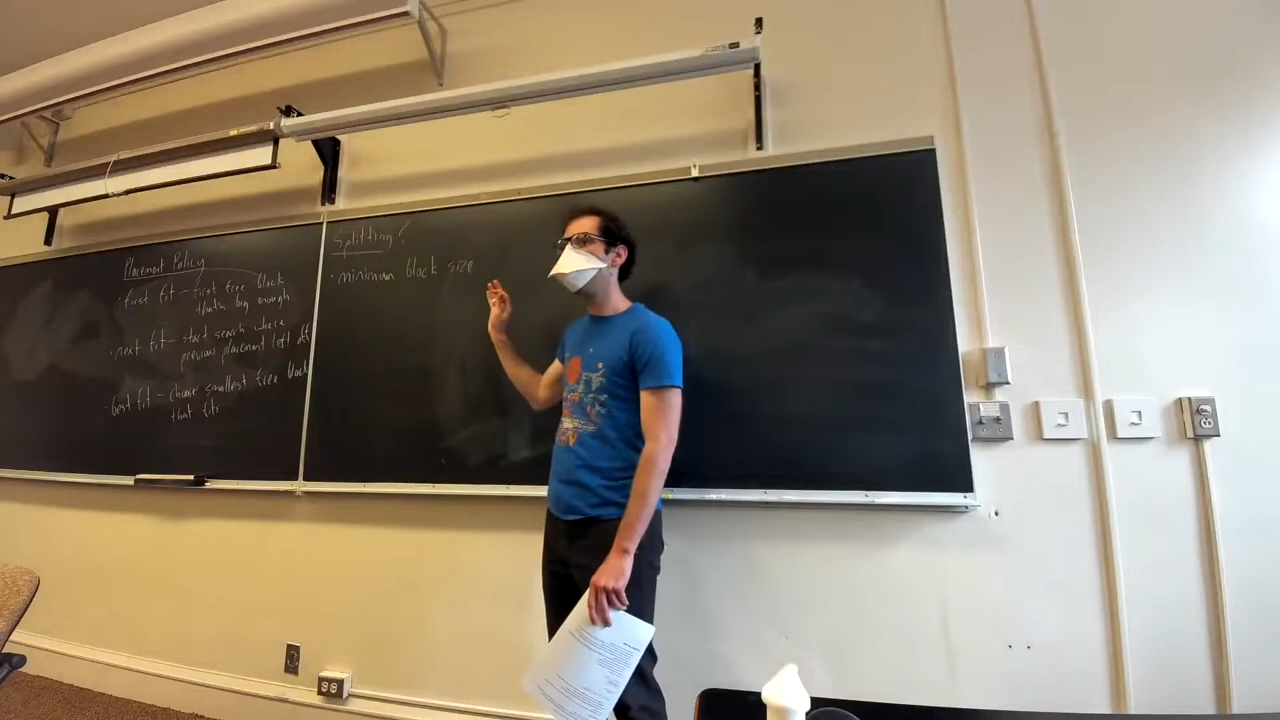 Placement Policy
· first fit - first free block
that's big enough
· next fit - start search where
previous placement left off
· best fit - choose smallest free block
that fits
Splitting?
· minimum block size